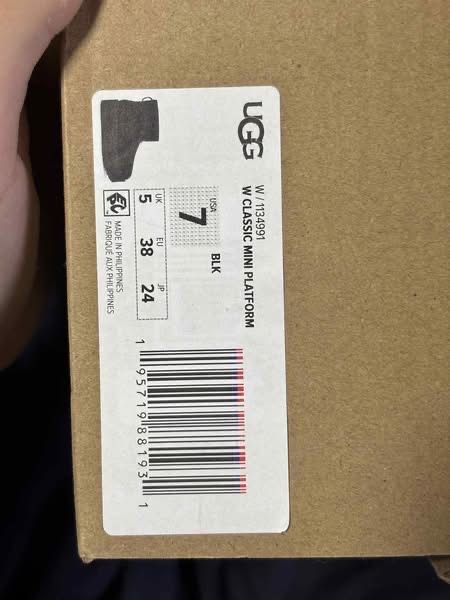 UGG
W / 1134991
W CLASSIC MINI PLATFORM
BLK
USA
7
UK EU JP
5 38 24
MADE IN PHILIPPINES
FABRIQUÉ AUX PHILIPPINES
1 95719 88193 1